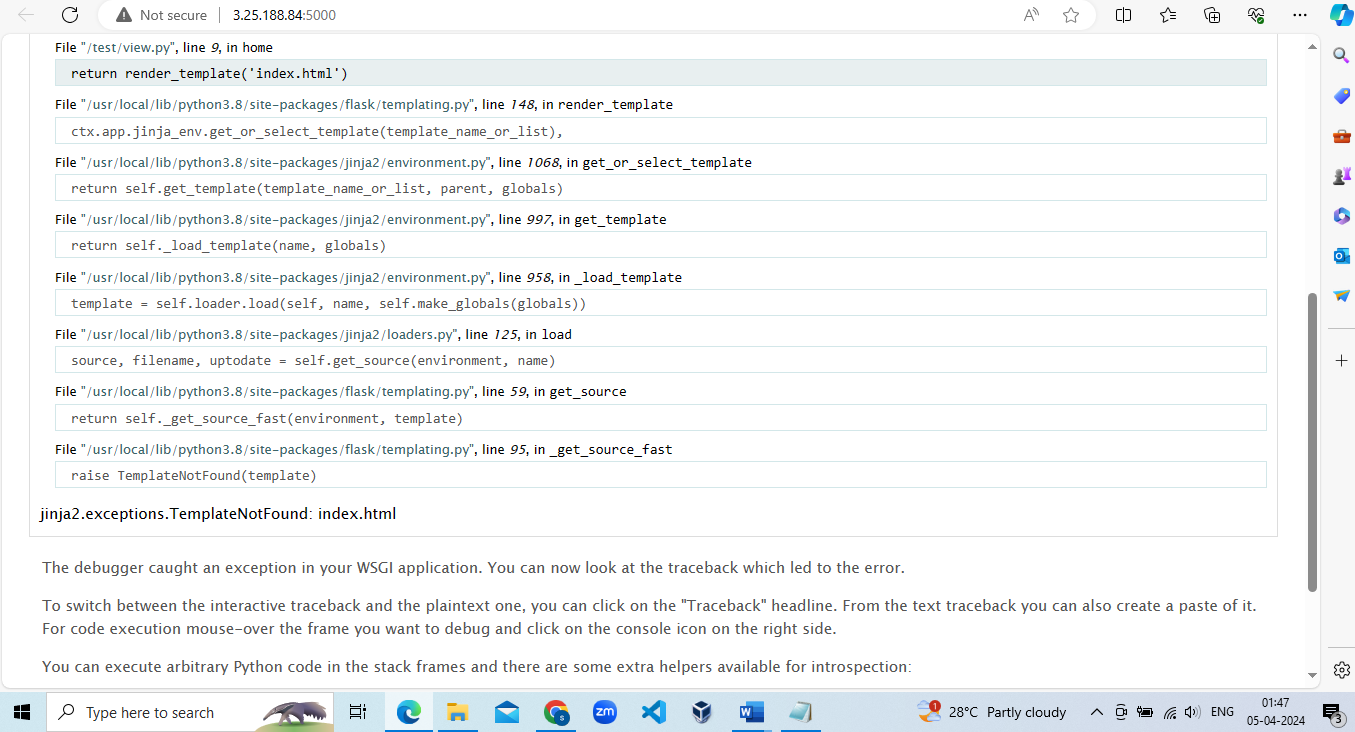 Not secure
3.25.188.84:5000
File "/test/view.py", line 9, in home
return render_template('index.html')
File "/usr/local/lib/python3.8/site-packages/flask/templating.py", line 148, in render_template
ctx.app.jinja_env.get_or_select_template(template_name_or_list),
File "/usr/local/lib/python3.8/site-packages/jinja2/environment.py", line 1068, in get_or_select_template
return self.get_template(template_name_or_list, parent, globals)
File "/usr/local/lib/python3.8/site-packages/jinja2/environment.py", line 997, in get_template
return self._load_template(name, globals)
File "/usr/local/lib/python3.8/site-packages/jinja2/environment.py", line 958, in _load_template
template = self.loader.load(self, name, self.make_globals(globals))
File "/usr/local/lib/python3.8/site-packages/jinja2/loaders.py", line 125, in load
source, filename, uptodate = self.get_source(environment, name)
File "/usr/local/lib/python3.8/site-packages/flask/templating.py", line 59, in get_source
return self._get_source_fast(environment, template)
File "/usr/local/lib/python3.8/site-packages/flask/templating.py", line 95, in _get_source_fast
raise TemplateNotFound(template)
jinja2.exceptions.TemplateNotFound: index.html
The debugger caught an exception in your WSGI application. You can now look at the traceback which led to the error.
To switch between the interactive traceback and the plaintext one, you can click on the "Traceback" headline. From the text traceback you can also create a paste of it.
For code execution mouse-over the frame you want to debug and click on the console icon on the right side.
You can execute arbitrary Python code in the stack frames and there are some extra helpers available for introspection:
Type here to search
zm
1
28°C Partly cloudy
ENG
01:47
05-04-2024
3